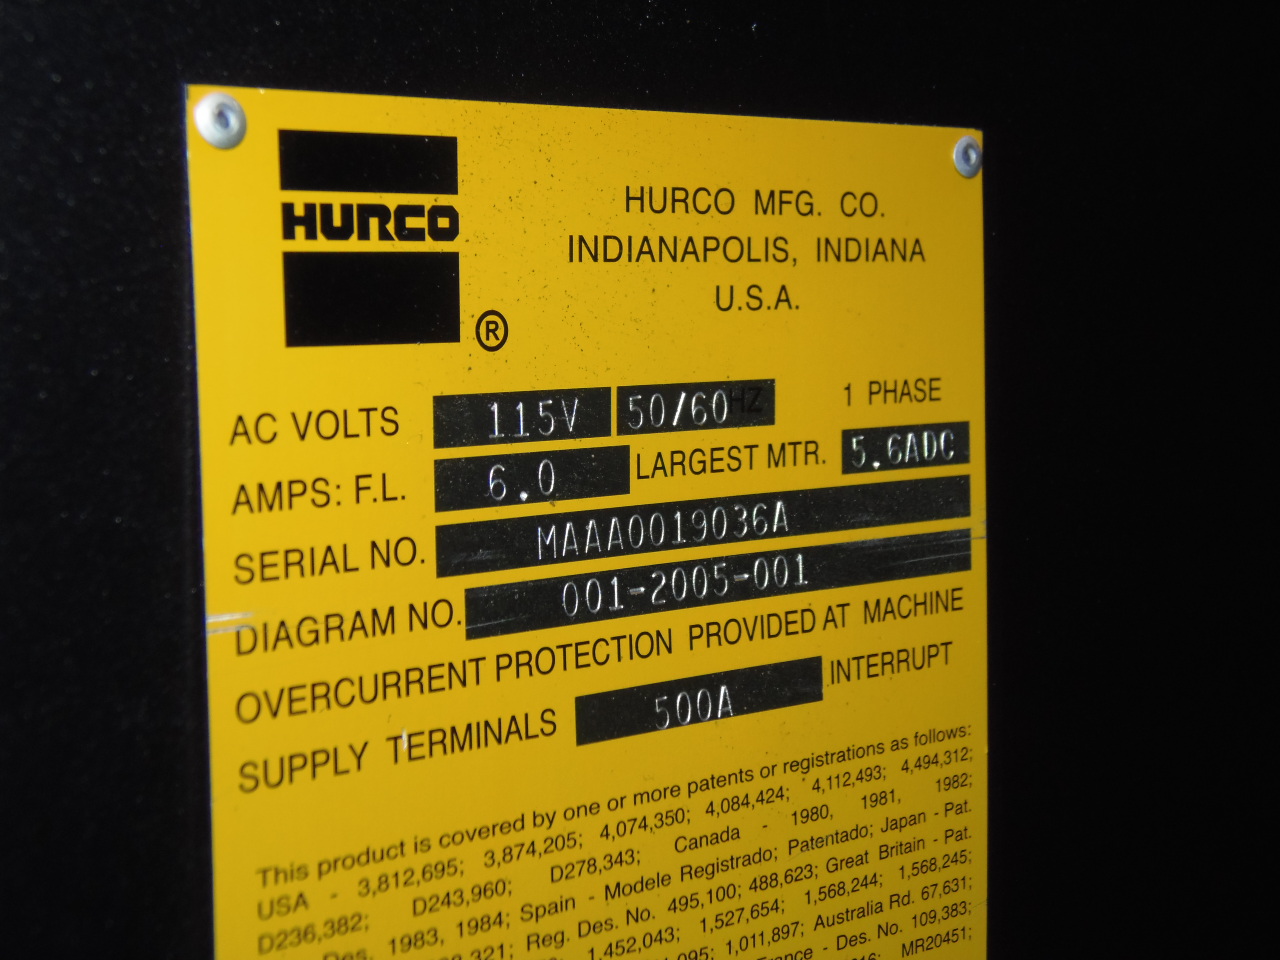 HURCO
®
HURCO MFG. CO.
INDIANAPOLIS, INDIANA
U.S.A.
AC VOLTS 115V 50/60HZ 1 PHASE
AMPS: F.L. 6.0 LARGEST MTR. 5.6ADC
SERIAL NO. MAAA0019036A
DIAGRAM NO. 001-2005-001
OVERCURRENT PROTECTION PROVIDED AT MACHINE
SUPPLY TERMINALS 500A INTERRUPT
This product is covered by one or more patents or registrations as follows:
USA - 3,812,695; 3,874,205; 4,074,350; 4,084,424; 4,112,493; 4,494,312;
D236,382; D243,960; D278,343; Canada - 1980, 1981, 1982,
1983, 1984; Spain - Modele Registrado; Patentado; Japan - Pat.
Reg. Des. No. 495,100; 488,623; Great Britain - Pat.
1,452,043; 1,527,654; 1,568,244; 1,568,245;
1,011,897; Australia Rd. 67,631;
- Des. No. 109,383;
MR20451;